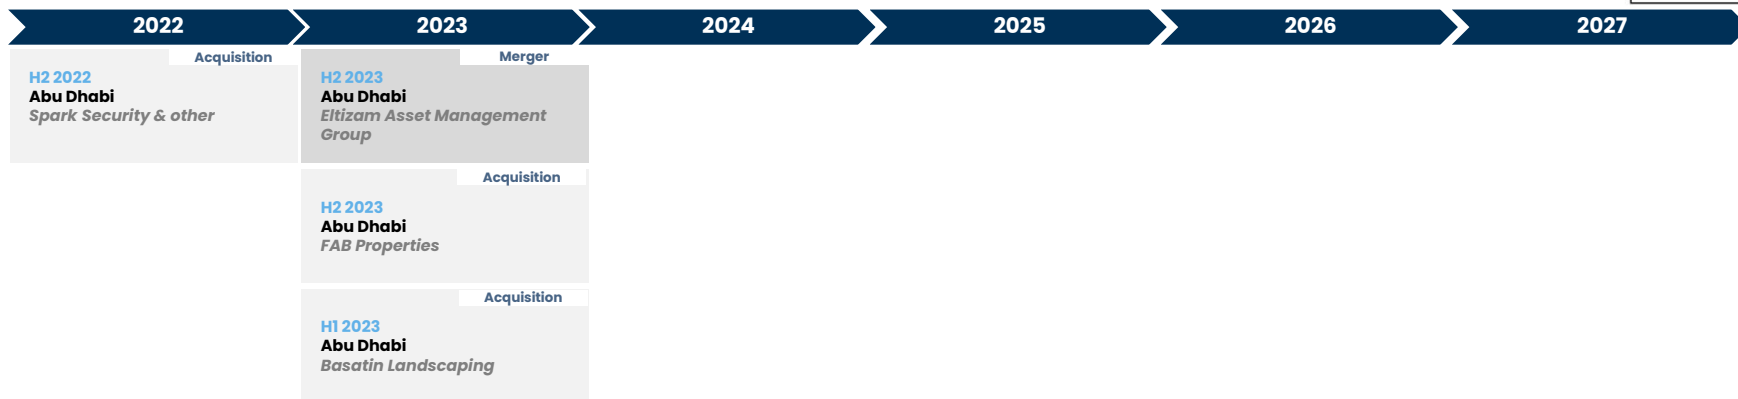 2022
2023
2024
2025
2026
2027
Acquisition
H2 2022
Abu Dhabi
Spark Security & other
Merger
H2 2023
Abu Dhabi
Eltizam Asset Management
Group
Acquisition
H2 2023
Abu Dhabi
FAB Properties
Acquisition
H1 2023
Abu Dhabi
Basatin Landscaping